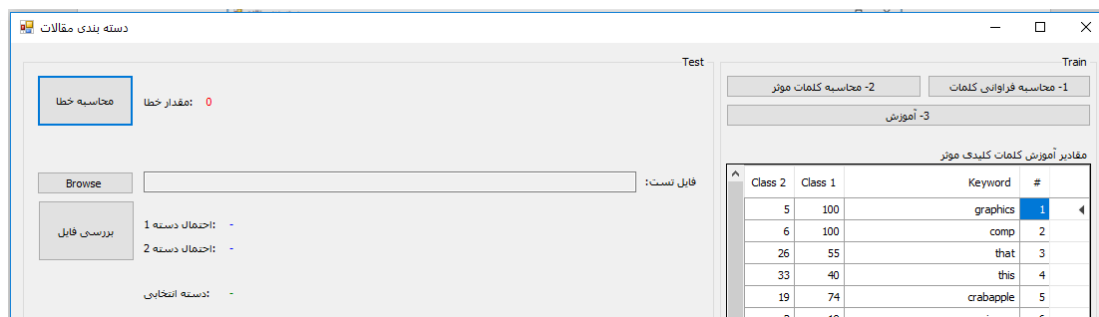 دسته بندی مقالات
Train
1- محاسبه فراوانی کلمات
2- محاسبه کلمات موثر
3- آموزش
مقادیر آموزش کلمات کلیدی موثر
# Keyword Class 1 Class 2
1 graphics 100 5
2 comp 100 6
3 that 55 26
4 this 40 33
5 crabapple 74 19
Test
محاسبه خطا
مقدار خطا: 0
فایل تست:
Browse
بررسی فایل
احتمال دسته 1: -
احتمال دسته 2: -
دسته انتخابی: -